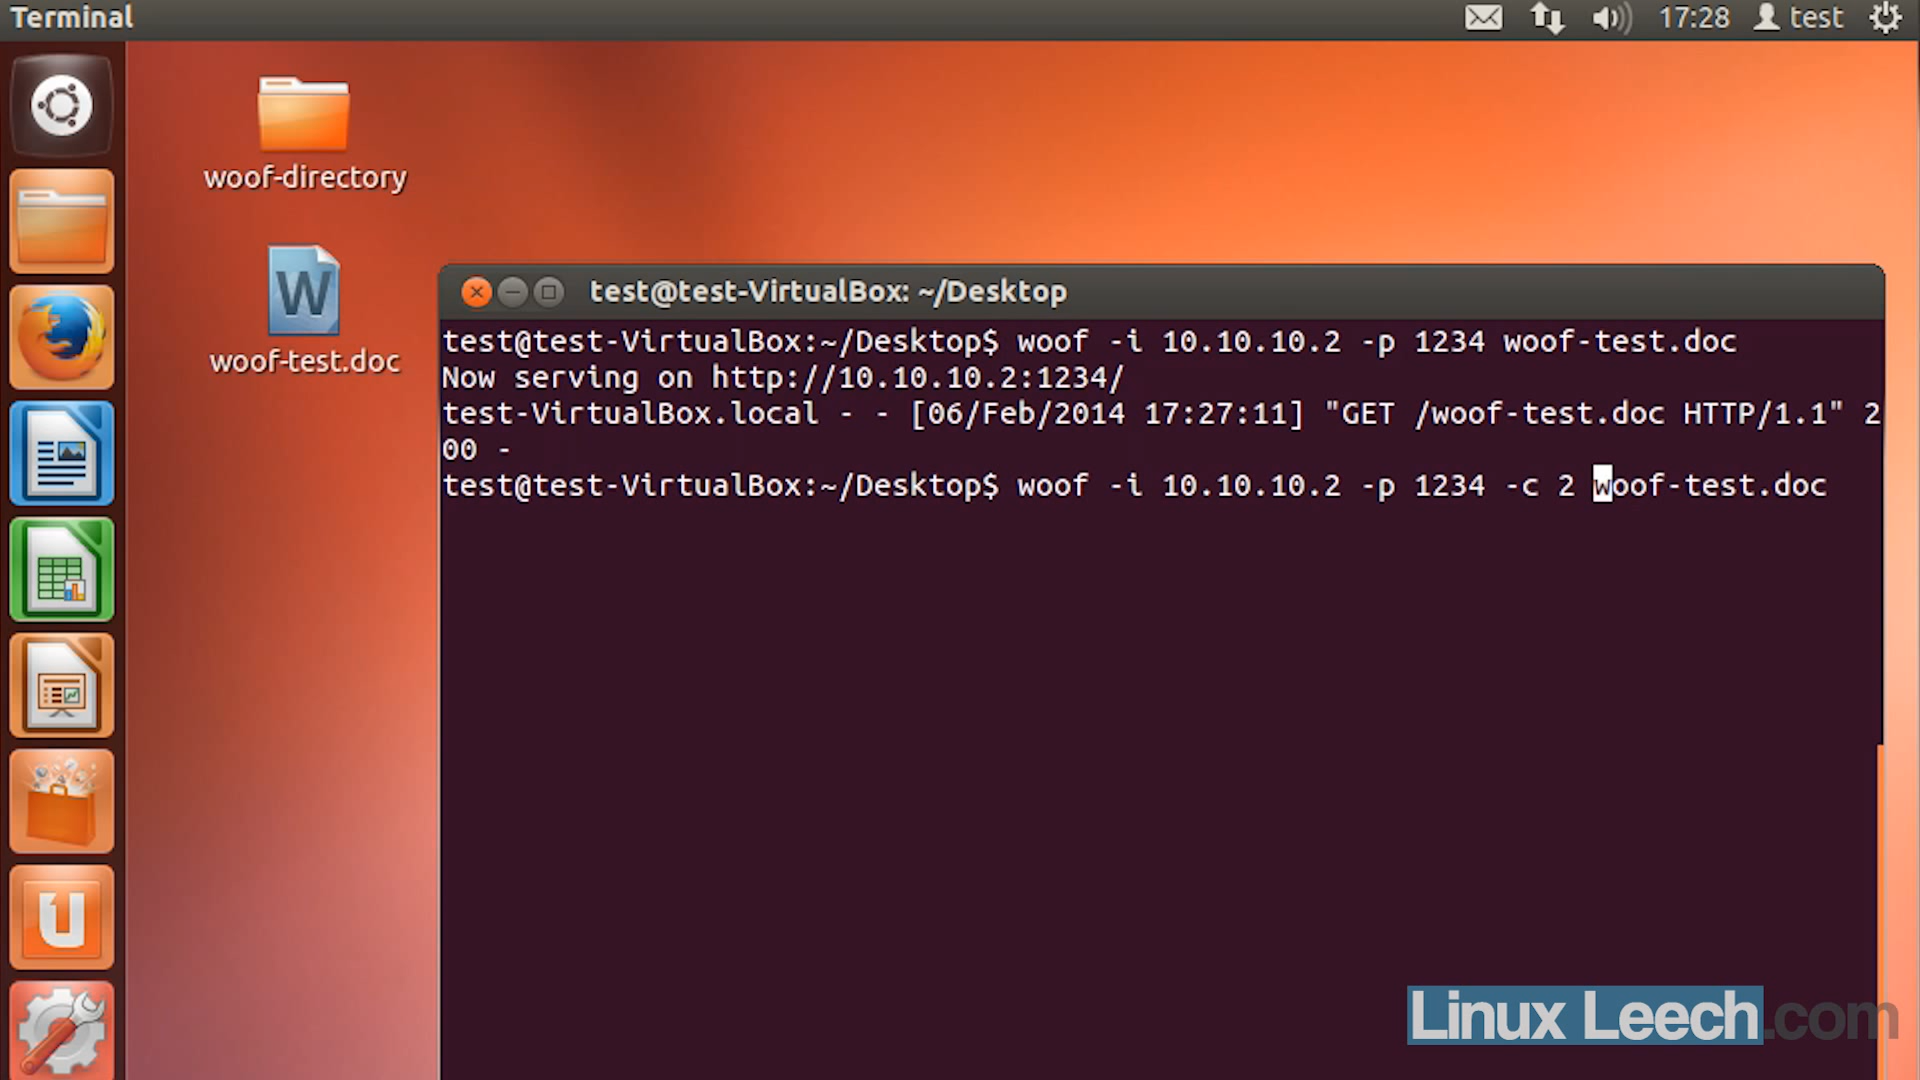 Terminal
17:28
test
woof-directory
W
woof-test.doc
test@test-VirtualBox: ~/Desktop
test@test-VirtualBox:~/Desktop$ woof -i 10.10.10.2 -p 1234 woof-test.doc
Now serving on http://10.10.10.2:1234/
test-VirtualBox.local - - [06/Feb/2014 17:27:11] "GET /woof-test.doc HTTP/1.1" 2
00 -
test@test-VirtualBox:~/Desktop$ woof -i 10.10.10.2 -p 1234 -c 2 woof-test.doc
Linux Leech.com